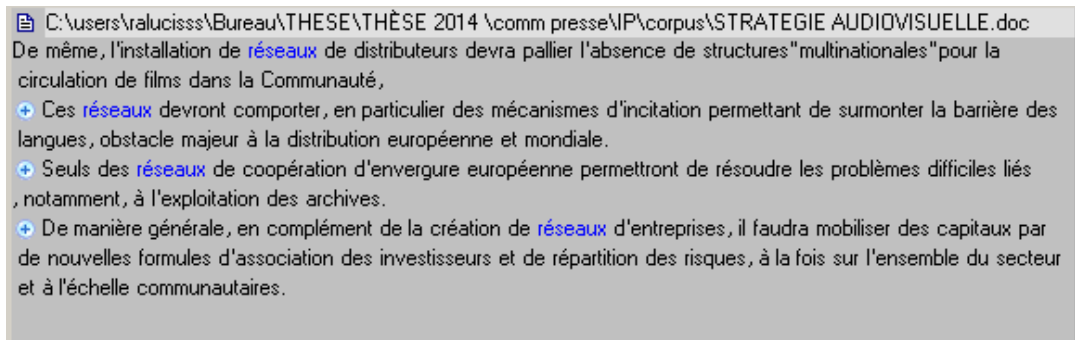 C:\users\ralucisss\Bureau\THESE\THÈSE 2014 \comm presse\IP\corpus\STRATEGIE AUDIOVISUELLE.doc
De même, l'installation de réseaux de distributeurs devra pallier l'absence de structures"multinationales"pour la
circulation de films dans la Communauté,
Ces réseaux devront comporter, en particulier des mécanismes d'incitation permettant de surmonter la barrière des
langues, obstacle majeur à la distribution européenne et mondiale.
Seuls des réseaux de coopération d'envergure européenne permettront de résoudre les problèmes difficiles liés
, notamment, à l'exploitation des archives.
De manière générale, en complément de la création de réseaux d'entreprises, il faudra mobiliser des capitaux par
de nouvelles formules d'association des investisseurs et de répartition des risques, à la fois sur l'ensemble du secteur
et à l'échelle communautaires.